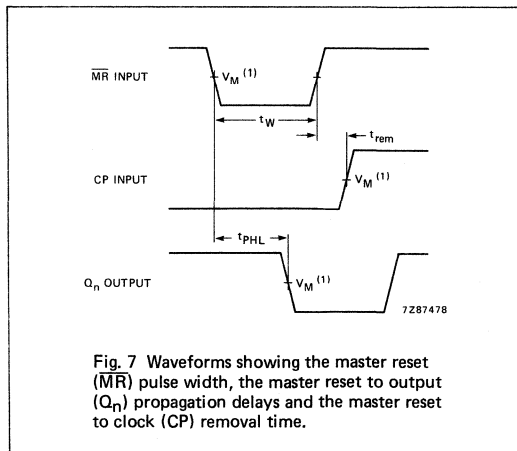 M̅R̅ INPUT
VM (1)
tW
trem
CP INPUT
VM (1)
tPHL
Qn OUTPUT
VM (1)
7Z87478
Fig. 7 Waveforms showing the master reset
(M̅R̅) pulse width, the master reset to output
(Qn) propagation delays and the master reset
to clock (CP) removal time.